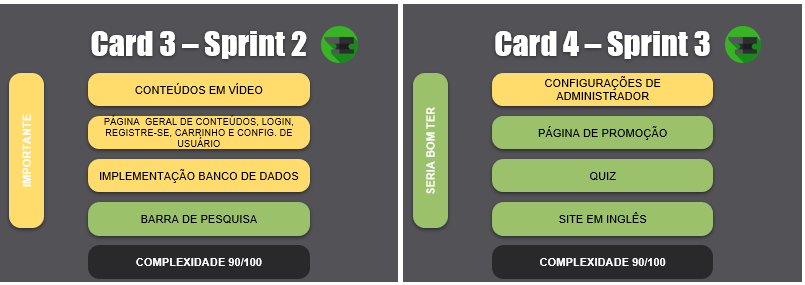 Card 3 – Sprint 2
IMPORTANTE
CONTEÚDOS EM VÍDEO
PÁGINA GERAL DE CONTEÚDOS, LOGIN,
REGISTRE-SE, CARRINHO E CONFIG. DE
USUÁRIO
IMPLEMENTAÇÃO BANCO DE DADOS
BARRA DE PESQUISA
COMPLEXIDADE 90/100
Card 4 – Sprint 3
SERIA BOM TER
CONFIGURAÇÕES DE
ADMINISTRADOR
PÁGINA DE PROMOÇÃO
QUIZ
SITE EM INGLÊS
COMPLEXIDADE 90/100